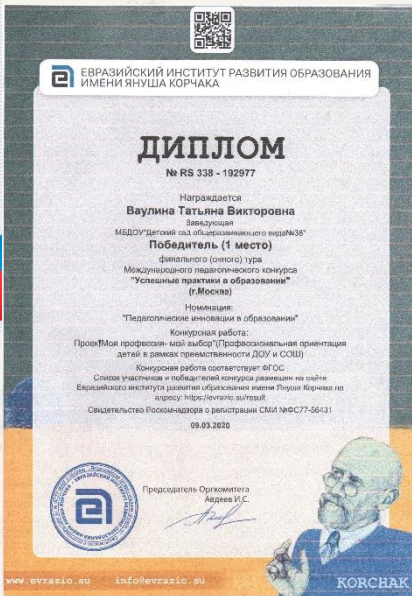 ЕВРАЗИЙСКИЙ ИНСТИТУТ РАЗВИТИЯ ОБРАЗОВАНИЯ
ИМЕНИ ЯНУША КОРЧАКА
ДИПЛОМ
№ RS 338 - 192977
Награждается
Ваулина Татьяна Викторовна
Заведующая
МБДОУ"Детский сад общеразвивающего вида№38"
Победитель (1 место)
финального (очного) тура
Международного педагогического конкурса
"Успешные практики в образовании"
(г.Москва)
Номинация:
"Педагогические инновации в образовании"
Конкурсная работа:
Проект"Моя профессия- мой выбор"(Профессиональная ориентация
детей в рамках преемственности ДОУ и СОШ)
Конкурсная работа соответствует ФГОС
Список участников и победителей конкурса размещен на сайте
Евразийского института развития образования имени Януша Корчака по
адресу: https://evrazio.su/result
Свидетельство Роскомнадзора о регистрации СМИ №ФС77-56431
09.03.2020
Председатель Оргкомитета
Авдеев И.С.
www.evrazio.su info@evrazio.su
KORCHAK